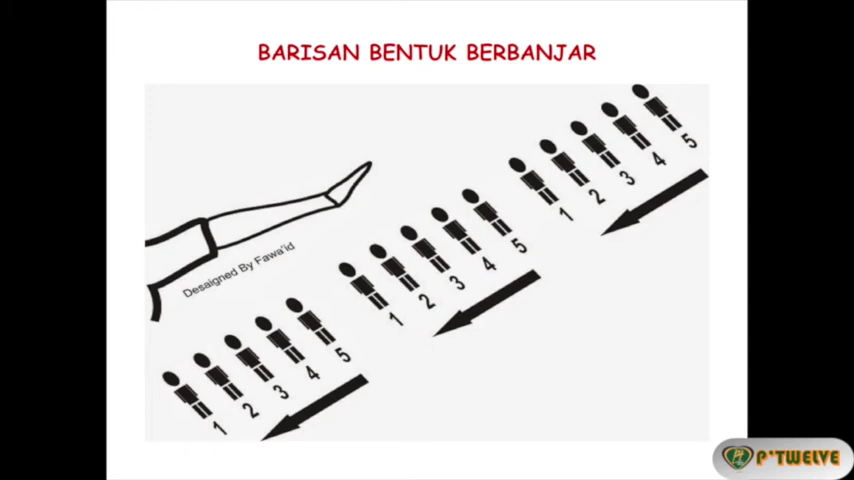 BARISAN BENTUK BERBANJAR
Desaigned By Fawa'id
1 2 3 4 5
1 2 3 4 5
1 2 3 4 5
P*TWELVE